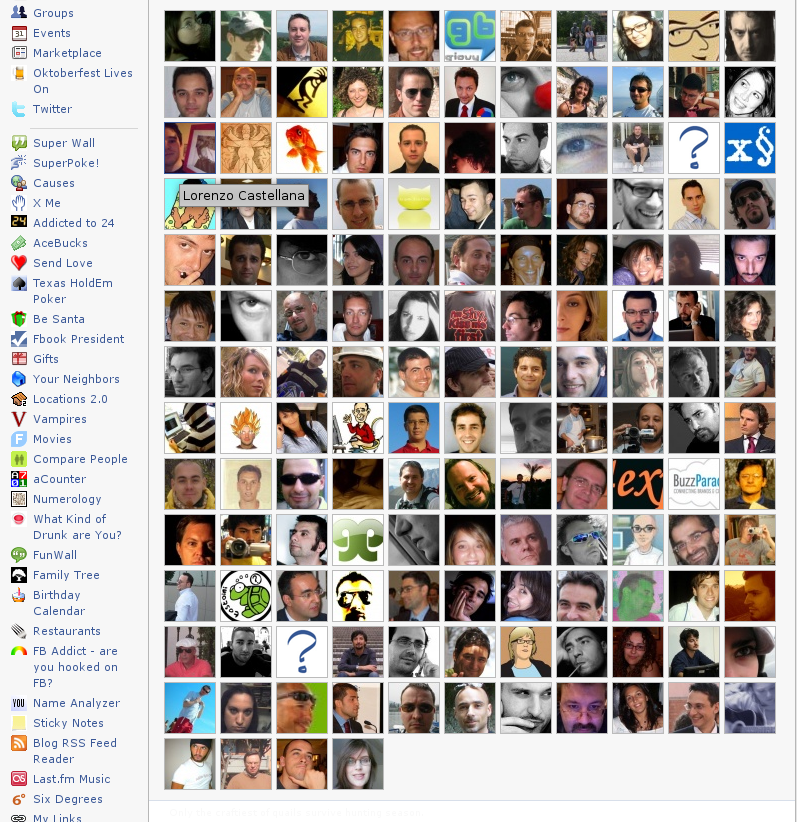 Groups
Events
Marketplace
Oktoberfest Lives
On
Twitter
Super Wall
SuperPoke!
Causes
X Me
Addicted to 24
AceBucks
Send Love
Texas HoldEm
Poker
Be Santa
Fbook President
Gifts
Your Neighbors
Locations 2.0
Vampires
Movies
Compare People
aCounter
Numerology
What Kind of
Drunk are You?
FunWall
Family Tree
Birthday
Calendar
Restaurants
FB Addict - are
you hooked on
FB?
Name Analyzer
Sticky Notes
Blog RSS Feed
Reader
Last.fm Music
Six Degrees
My Links
31
24
gb
?
x§
Lorenzo Castellana
exp
BuzzParad
?